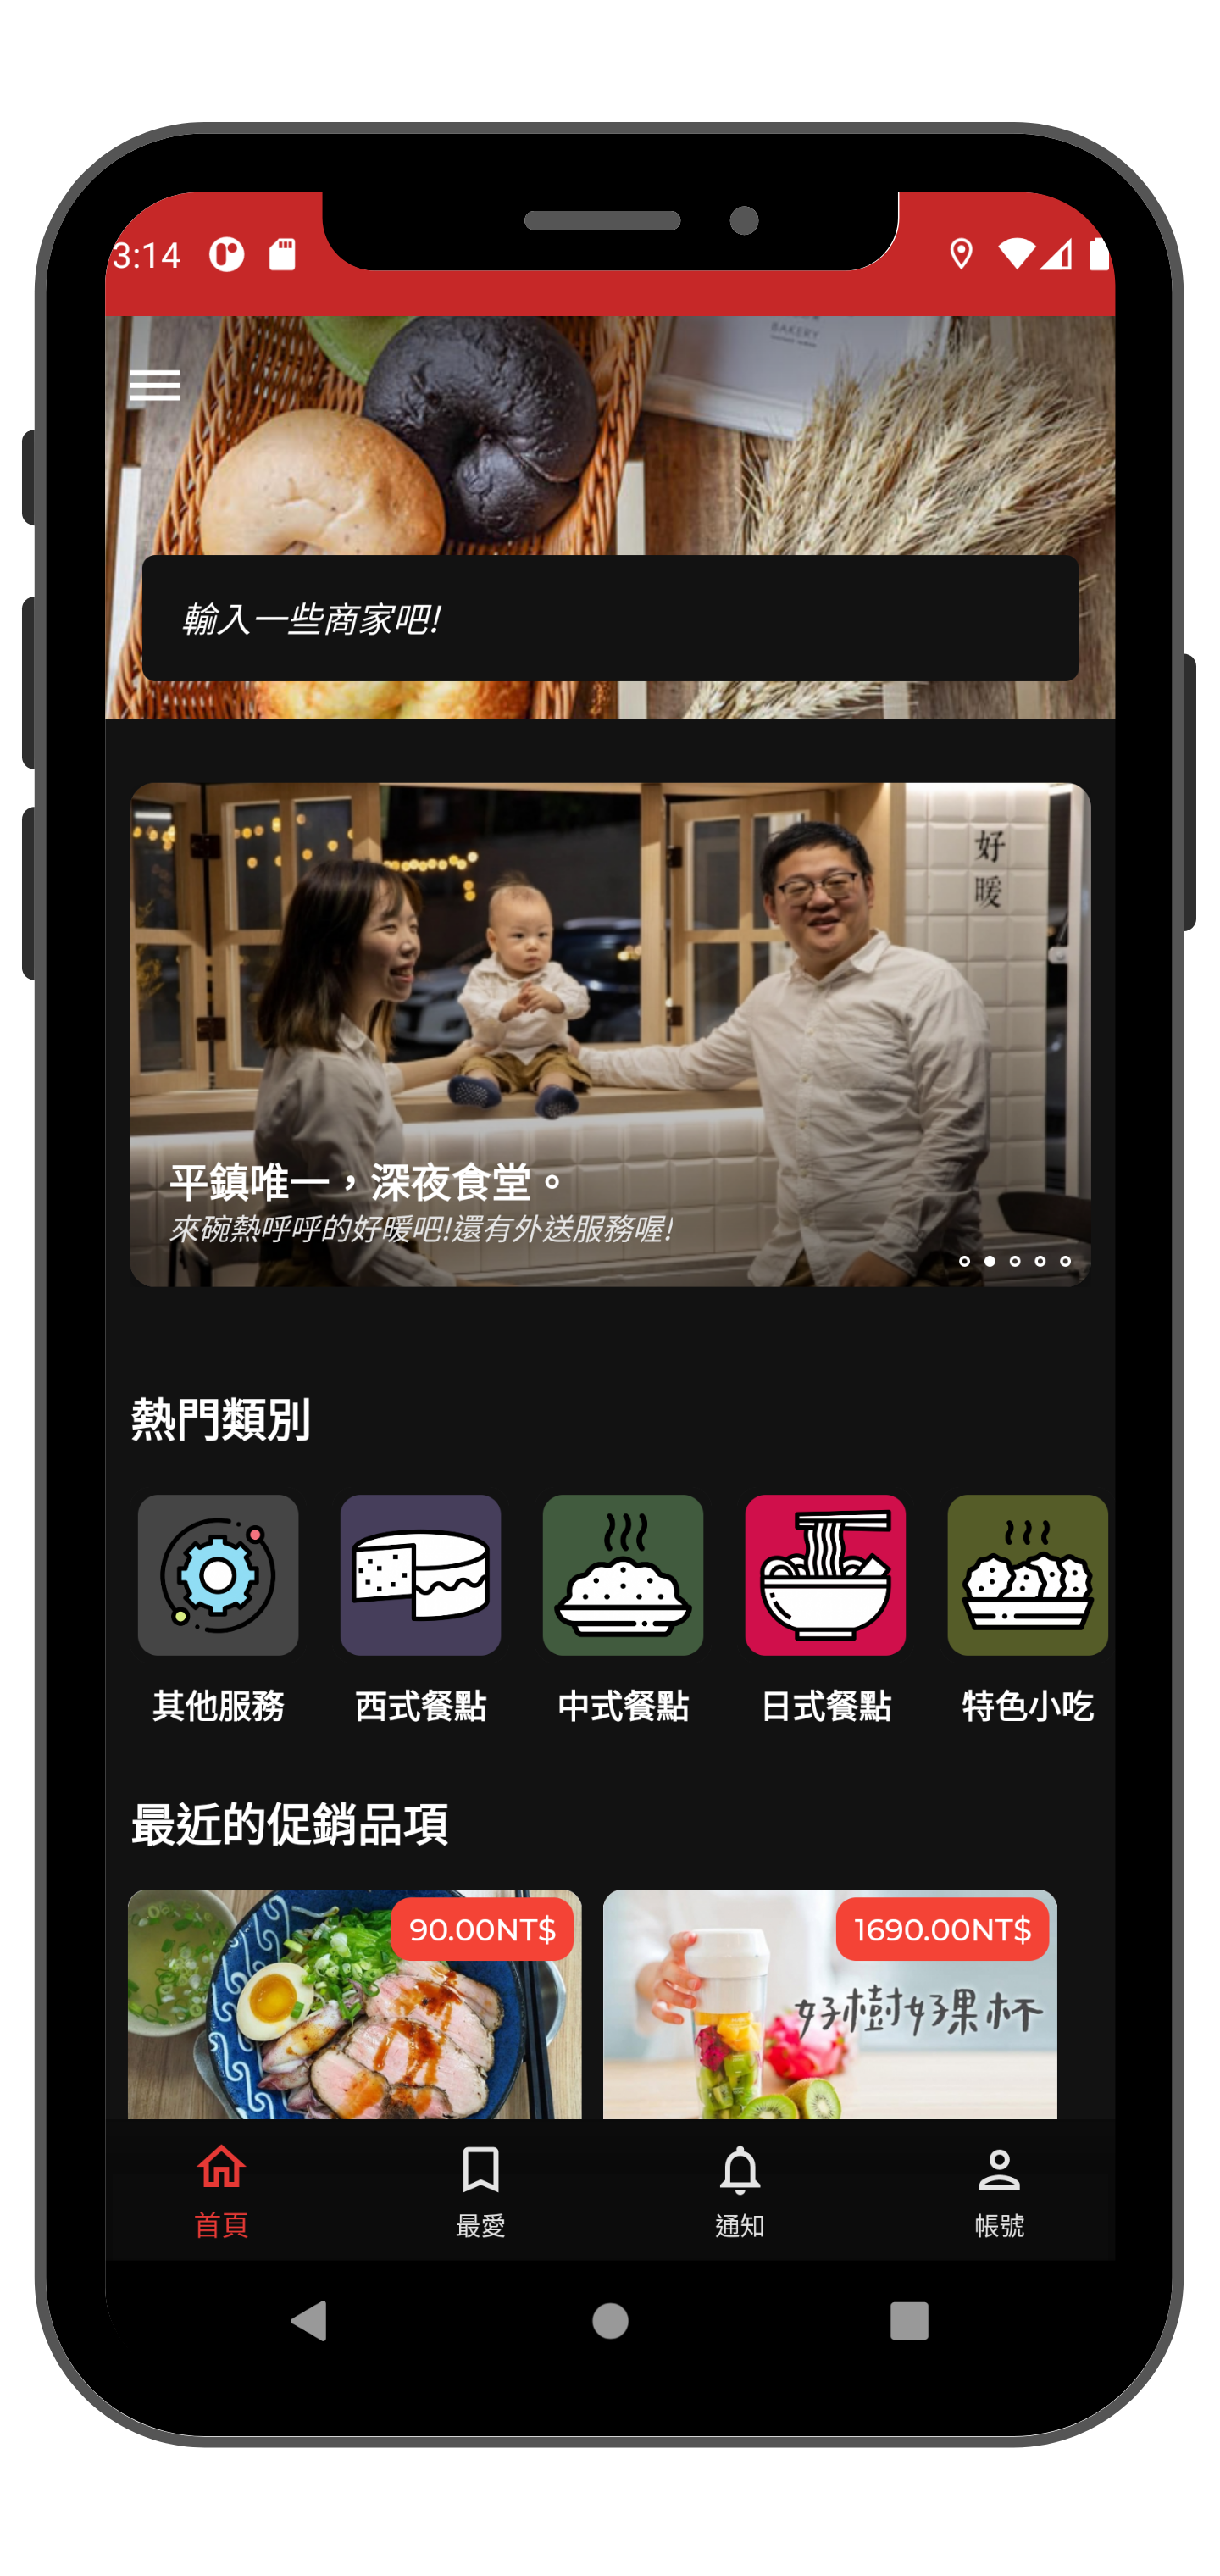 3:14
BAKERY
輸入一些商家吧!
好
暖
平鎮唯一，深夜食堂。
來碗熱呼呼的好暖吧!還有外送服務喔!
熱門類別
其他服務
西式餐點
中式餐點
日式餐點
特色小吃
最近的促銷品項
90.00NT$
1690.00NT$
好樹好果杯
首頁
最愛
通知
帳號